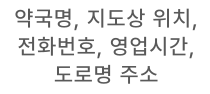 약국명, 지도상 위치,
전화번호, 영업시간,
도로명 주소